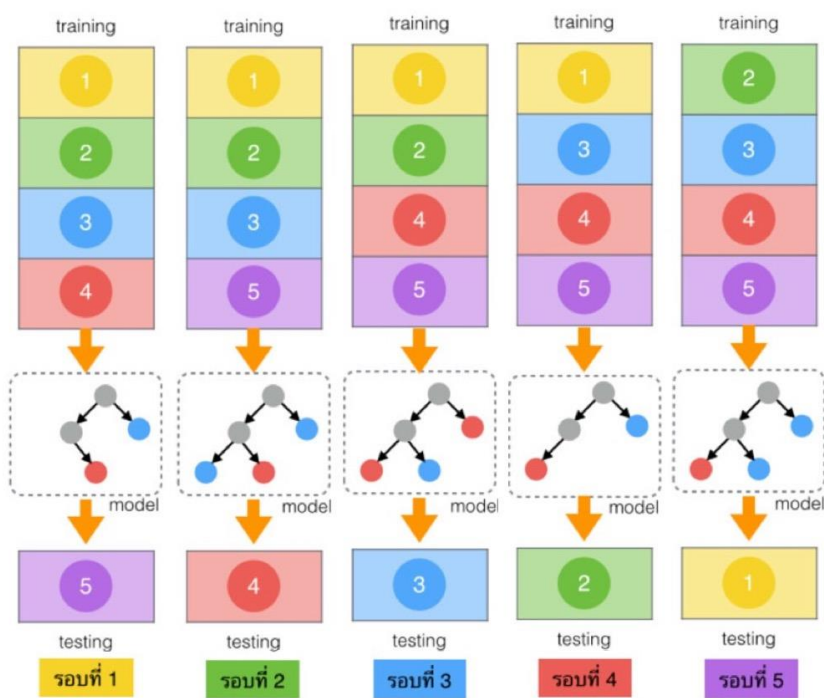 training training training training training
1 1 1 1 2
2 2 2 3 3
3 3 4 4 4
4 5 5 5 5
model model model model model
5 4 3 2 1
testing testing testing testing testing
รอบที่ 1 รอบที่ 2 รอบที่ 3 รอบที่ 4 รอบที่ 5